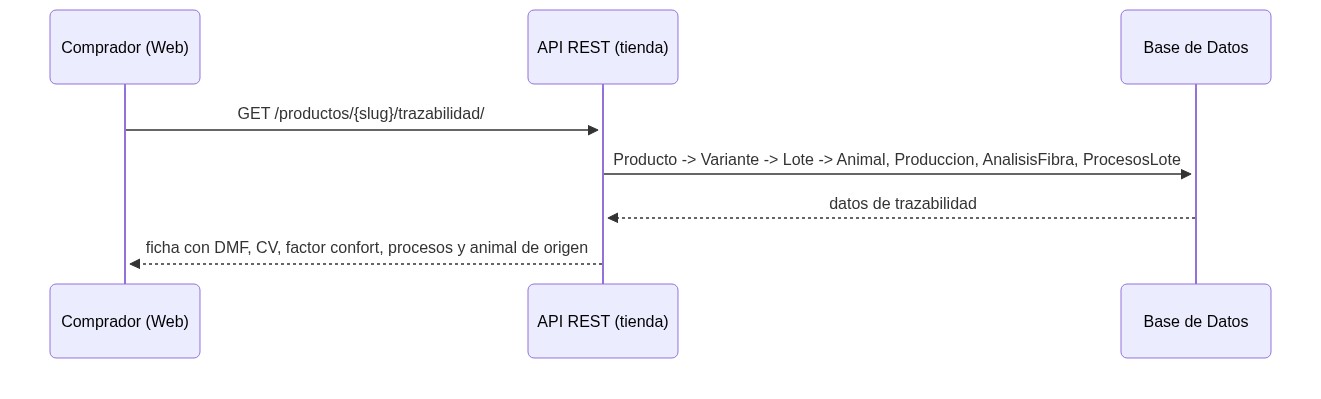 Comprador (Web)
API REST (tienda)
Base de Datos
GET /productos/{slug}/trazabilidad/
Producto -> Variante -> Lote -> Animal, Produccion, AnalisisFibra, ProcesosLote
datos de trazabilidad
ficha con DMF, CV, factor confort, procesos y animal de origen
Comprador (Web)
API REST (tienda)
Base de Datos